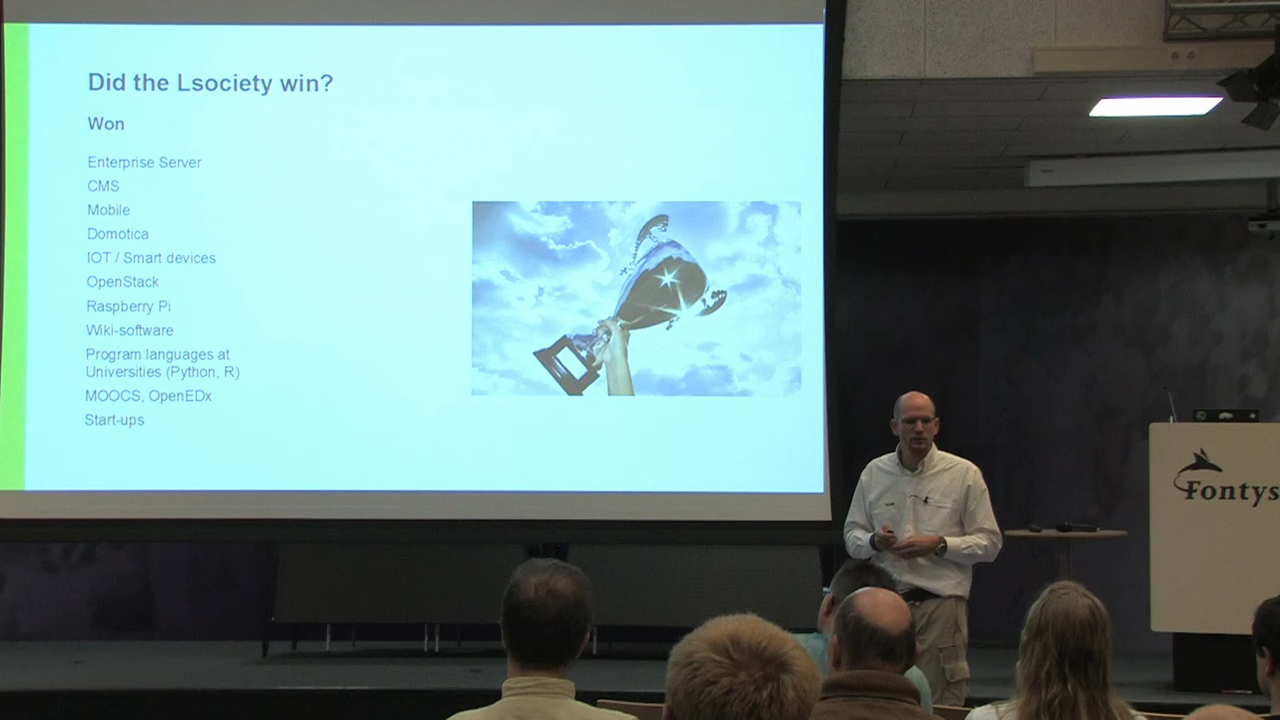 Did the Lsociety win?
Won
Enterprise Server
CMS
Mobile
Domotica
IOT / Smart devices
OpenStack
Raspberry Pi
Wiki-software
Program languages at
Universities (Python, R)
MOOCS, OpenEDx
Start-ups
Fontys